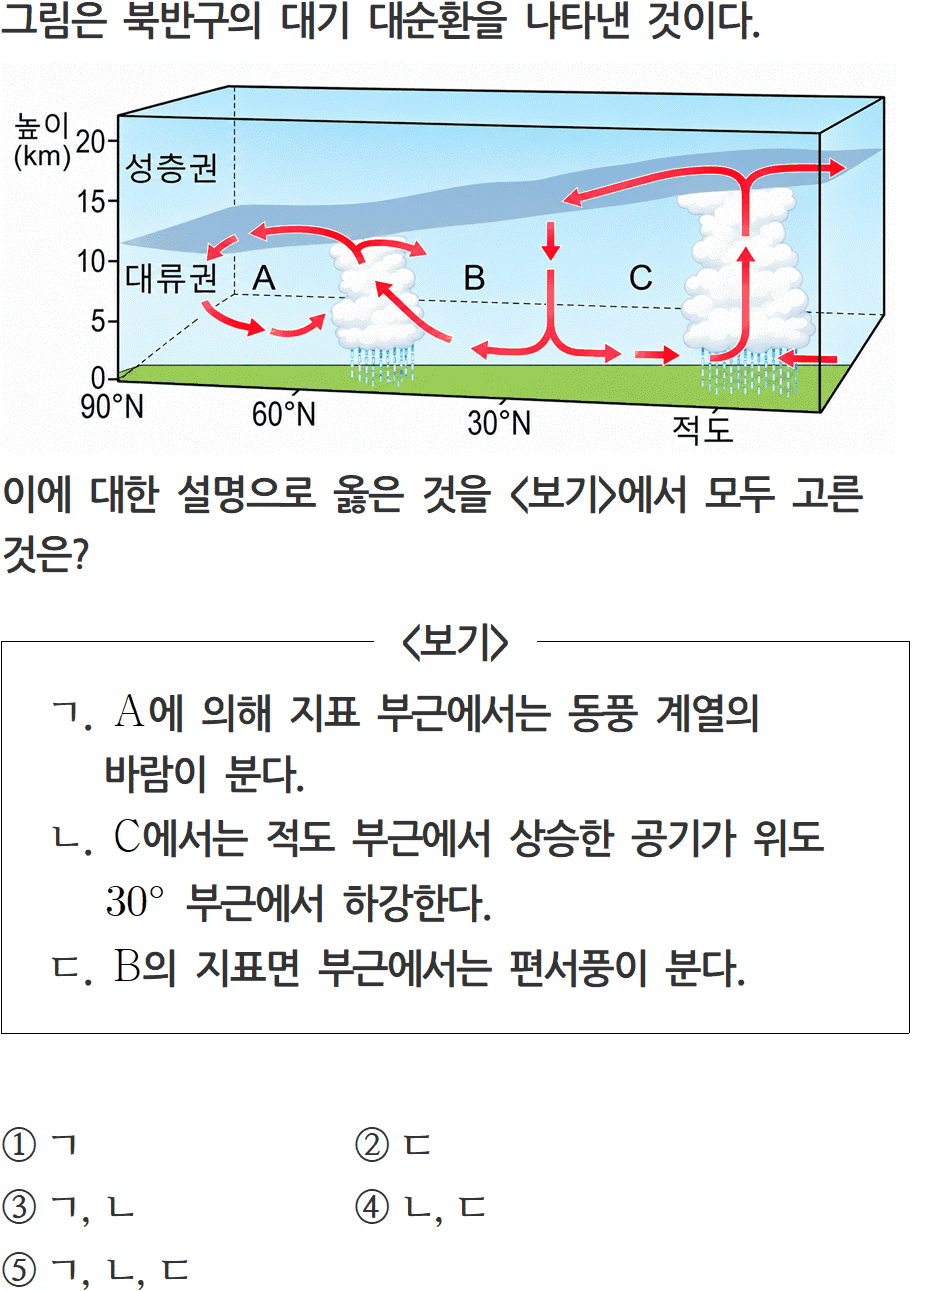 그림은 북반구의 대기 대순환을 나타낸 것이다.
높이
(km)
20
15
10
5
0
성층권
대류권
A
B
C
90°N
60°N
30°N
적도
이에 대한 설명으로 옳은 것을 <보기>에서 모두 고른
것은?
<보기>
ㄱ. A에 의해 지표 부근에서는 동풍 계열의
바람이 분다.
ㄴ. C에서는 적도 부근에서 상승한 공기가 위도
30° 부근에서 하강한다.
ㄷ. B의 지표면 부근에서는 편서풍이 분다.
① ㄱ ② ㄷ
③ ㄱ, ㄴ ④ ㄴ, ㄷ
⑤ ㄱ, ㄴ, ㄷ